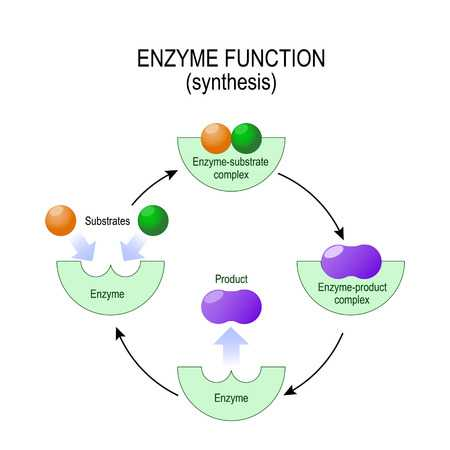 ENZYME FUNCTION
(synthesis)
Enzyme-substrate
complex
Substrates
Enzyme
Enzyme-product
complex
Product
Enzyme